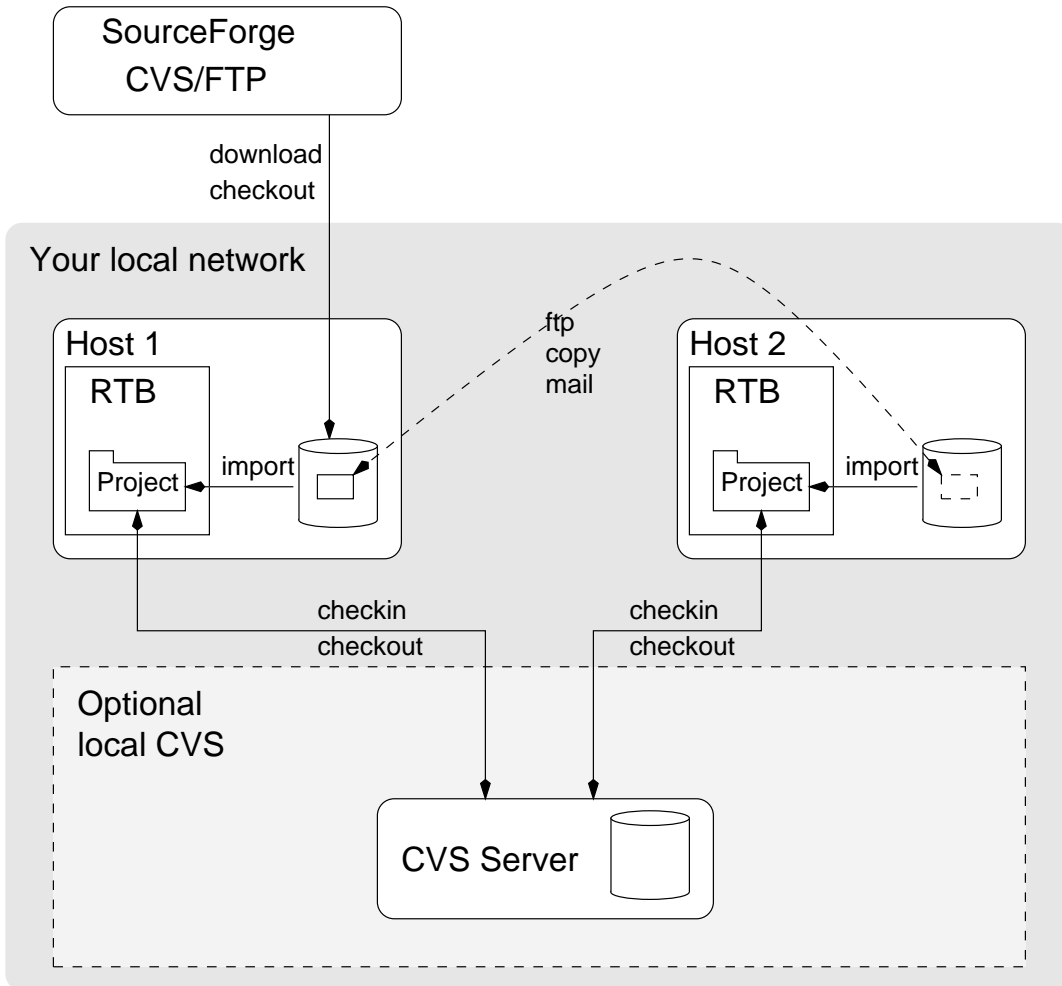 SourceForge
CVS/FTP
download
checkout
Your local network
Host 1
RTB
Project
import
ftp
copy
mail
Host 2
RTB
Project
import
checkin
checkout
checkin
checkout
Optional
local CVS
CVS Server